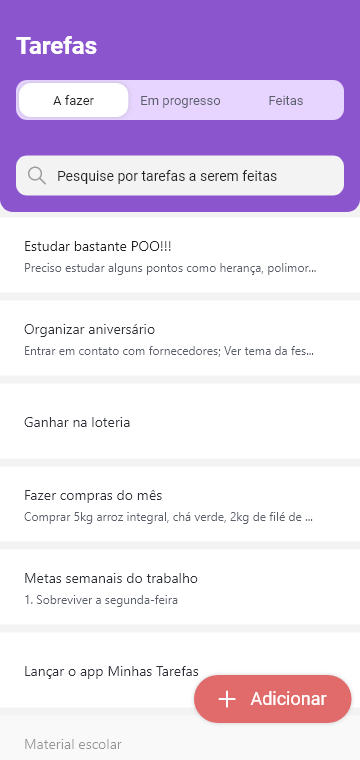 Tarefas
A fazer
Em progresso
Feitas
Pesquise por tarefas a serem feitas
Estudar bastante POO!!!
Preciso estudar alguns pontos como herança, polimor...
Organizar aniversário
Entrar em contato com fornecedores; Ver tema da fes...
Ganhar na loteria
Fazer compras do mês
Comprar 5kg arroz integral, chá verde, 2kg de filé de ...
Metas semanais do trabalho
1. Sobreviver a segunda-feira
Lançar o app Minhas Tarefas
Adicionar
Material escolar